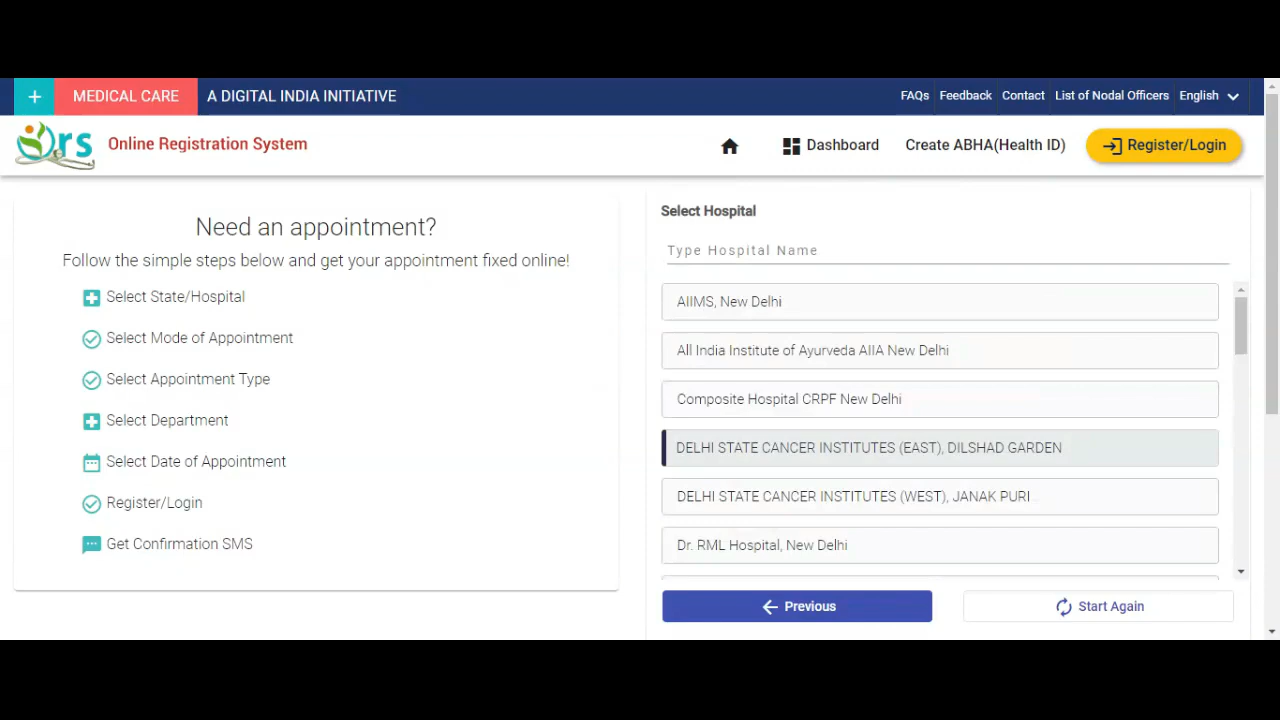 MEDICAL CARE
A DIGITAL INDIA INITIATIVE
FAQs
Feedback
Contact
List of Nodal Officers
English
Ors
Online Registration System
Dashboard
Create ABHA(Health ID)
Register/Login
Need an appointment?
Follow the simple steps below and get your appointment fixed online!
Select State/Hospital
Select Mode of Appointment
Select Appointment Type
Select Department
Select Date of Appointment
Register/Login
Get Confirmation SMS
Select Hospital
Type Hospital Name
AIIMS, New Delhi
All India Institute of Ayurveda AIIA New Delhi
Composite Hospital CRPF New Delhi
DELHI STATE CANCER INSTITUTES (EAST), DILSHAD GARDEN
DELHI STATE CANCER INSTITUTES (WEST), JANAK PURI
Dr. RML Hospital, New Delhi
Previous
Start Again